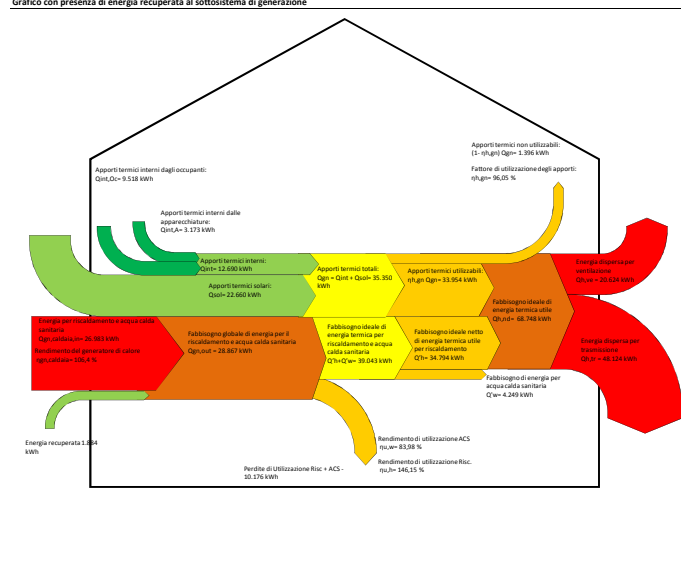 Grafico con presenza di energia recuperata al sottosistema di generazione
Apporti termici non utilizzabili:
(1- ηh,gn) Qgn= 1.396 kWh
Fattore di utilizzazione degli apporti:
ηh,gn= 96,05 %
Apporti termici interni dagli occupanti:
Qint,Oc= 9.518 kWh
Apporti termici interni dalle
apparecchiature:
Qint,A= 3.173 kWh
Apporti termici interni:
Qint= 12.690 kWh
Apporti termici solari:
Qsol= 22.660 kWh
Apporti termici totali:
Qgn = Qint + Qsol= 35.350
kWh
Apporti termici utilizzabili:
ηh,gn Qgn= 33.954 kWh
Energia dispersa per
ventilazione
Fabbisogno ideale di
energia termica utile
Qh,nd= 68.748 kWh
Energia per riscaldamento e acqua calda
sanitaria
Qgn,caldaia,in= 26.983 kWh
Rendimento del generatore di calore:
Fabbisogno globale di energia per il
riscaldamento e acqua calda sanitaria
Qgn,out = 28.867 kWh
Fabbisogno ideale di
energia termica per
riscaldamento e acqua
calda sanitaria
Q'h+Q'w= 39.043 kWh
Fabbisogno ideale netto
di energia termica utile
per riscaldamento
Q'h= 34.794 kWh
Energia dispersa per
trasmissione
Qh,tr= 48.124 kWh
Fabbisogno di energia per
acqua calda sanitaria
Q'w= 4.249 kWh
Energia recuperata 1.884
kWh
Rendimento di utilizzazione ACS
ηu,w= 83,98 %
Rendimento di utilizzazione Risc.
ηu,h= 146,15 %
Perdite di Utilizzazione Risc + ACS -
10.176 kWh